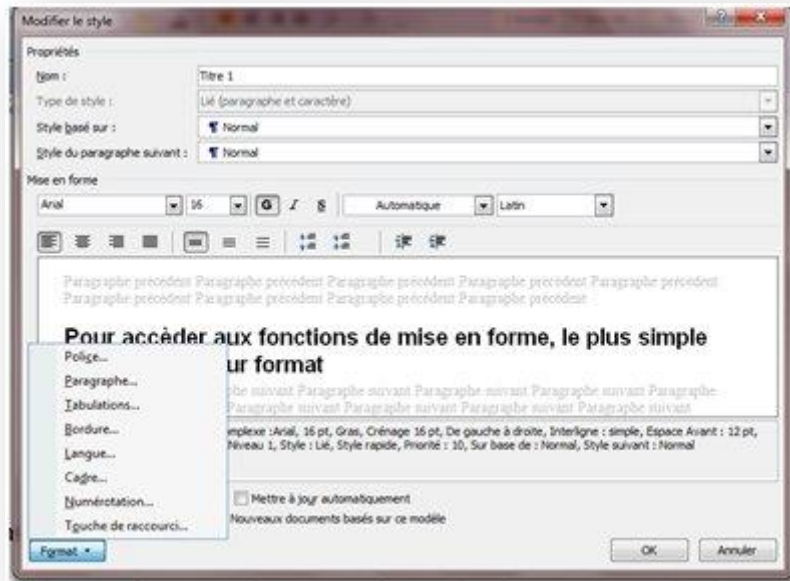 Modifier le style
Propriétés
Nom : Titre 1
Type de style : Lié (paragraphe et caractère)
Style basé sur : ¶ Normal
Style du paragraphe suivant : ¶ Normal
Mise en forme
Arial 16 G I S Automatique Latin
Paragraphe précédent Paragraphe précédent Paragraphe précédent Paragraphe précédent Paragraphe précédent
Paragraphe précédent Paragraphe précédent Paragraphe précédent Paragraphe précédent
Pour accèder aux fonctions de mise en forme, le plus simple
ur format
he suivant Paragraphe suivant Paragraphe suivant Paragraphe suivant Paragraphe
Paragraphe suivant Paragraphe suivant Paragraphe suivant Paragraphe suivant
mplexe :Arial, 16 pt, Gras, Crénage 16 pt, De gauche à droite, Interligne : simple, Espace Avant : 12 pt,
Niveau 1, Style : Lié, Style rapide, Priorité : 10, Sur base de : Normal, Style suivant : Normal
Police...
Paragraphe...
Tabulations...
Bordure...
Langue...
Cadre...
Numérotation...
Touche de raccourci...
Mettre à jour automatiquement
Nouveaux documents basés sur ce modèle
Format
OK
Annuler